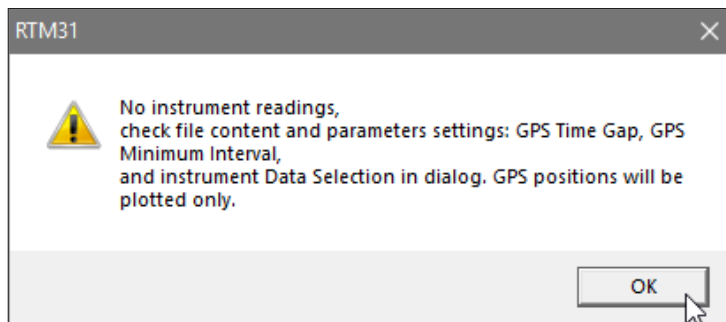 RTM31
No instrument readings,
check file content and parameters settings: GPS Time Gap, GPS
Minimum Interval,
and instrument Data Selection in dialog. GPS positions will be
plotted only.
OK